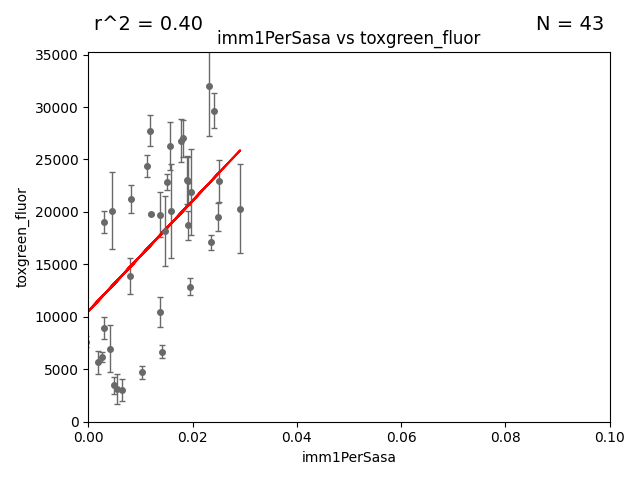 r^2 = 0.40
N = 43
imm1PerSasa vs toxgreen_fluor
35000
30000
25000
20000
15000
10000
5000
0
toxgreen_fluor
0.00 0.02 0.04 0.06 0.08 0.10
imm1PerSasa